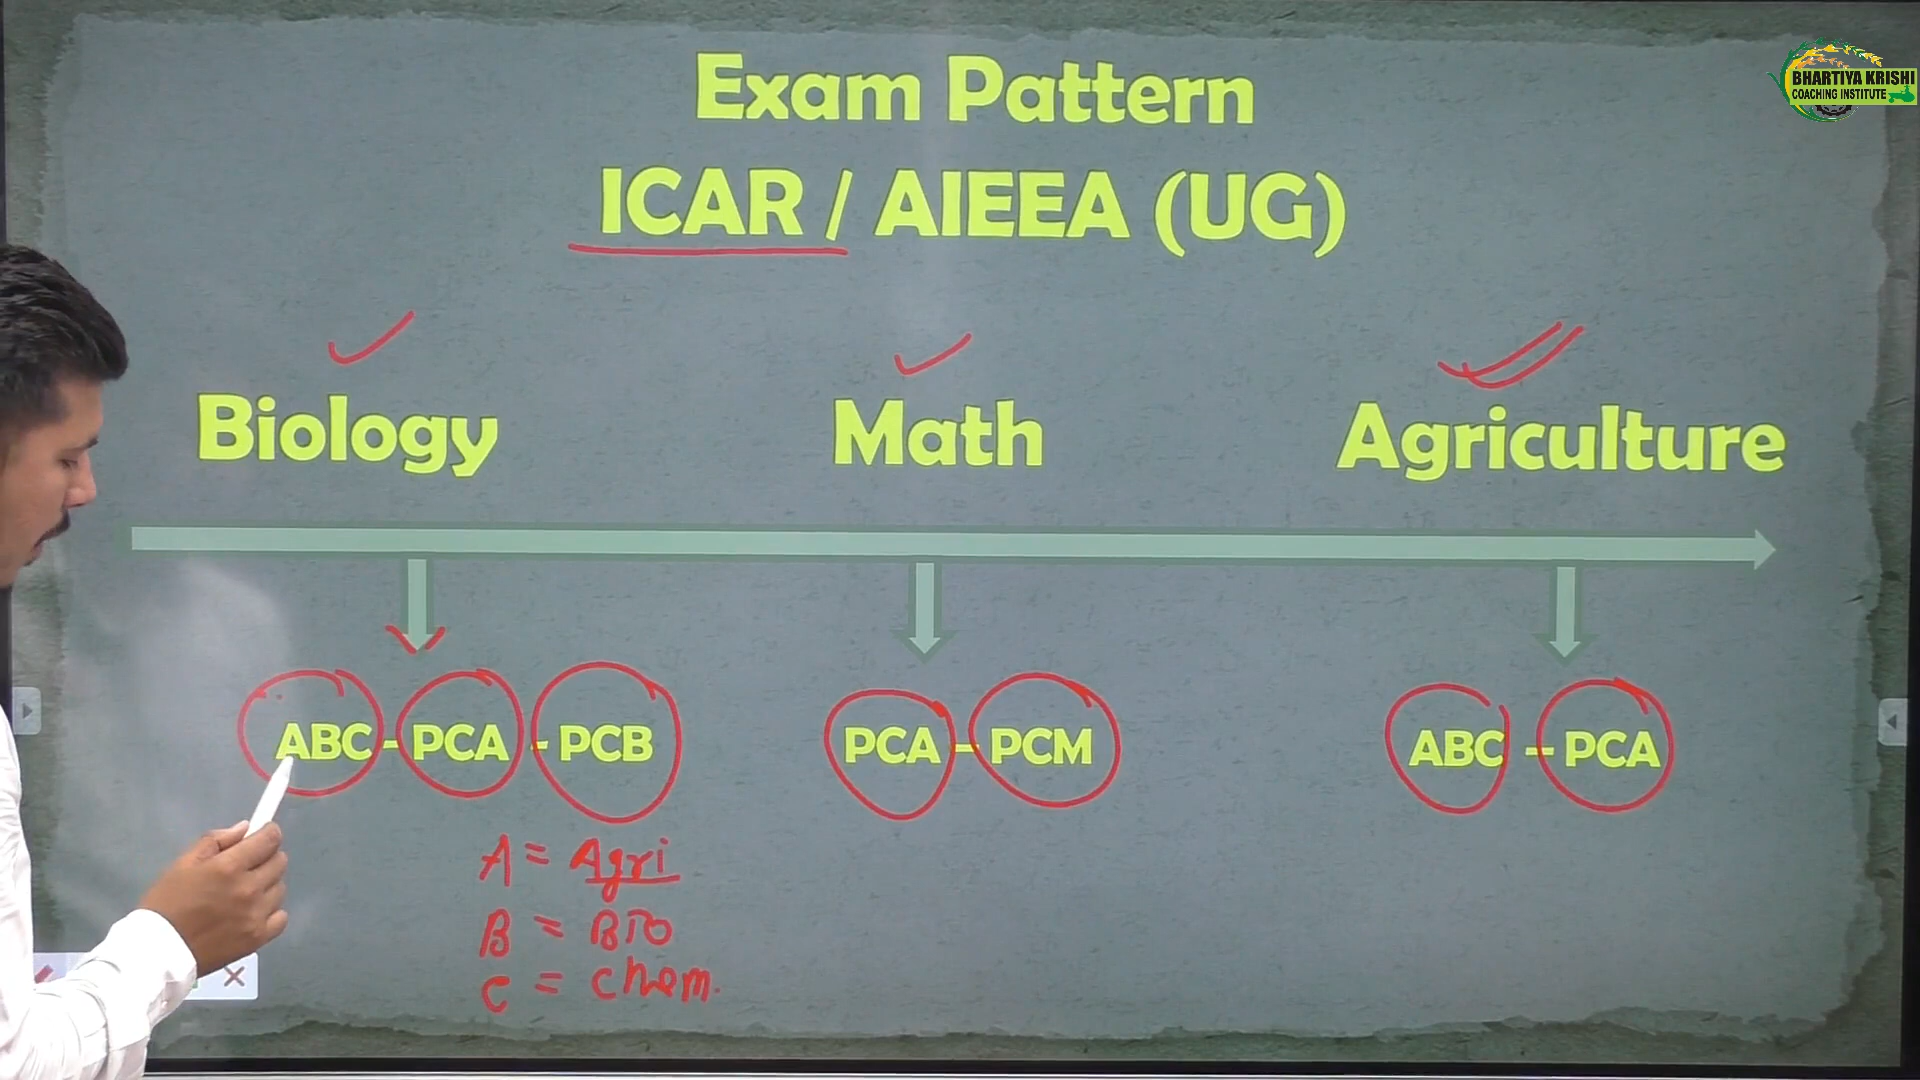 Exam Pattern
BHARTIYA KRISHI
COACHING INSTITUTE
ICAR / AIEEA (UG)
Biology
Math
Agriculture
ABC - PCA - PCB
PCA – PCM
ABC – PCA
A = Agri
B = BIO
C = chem.